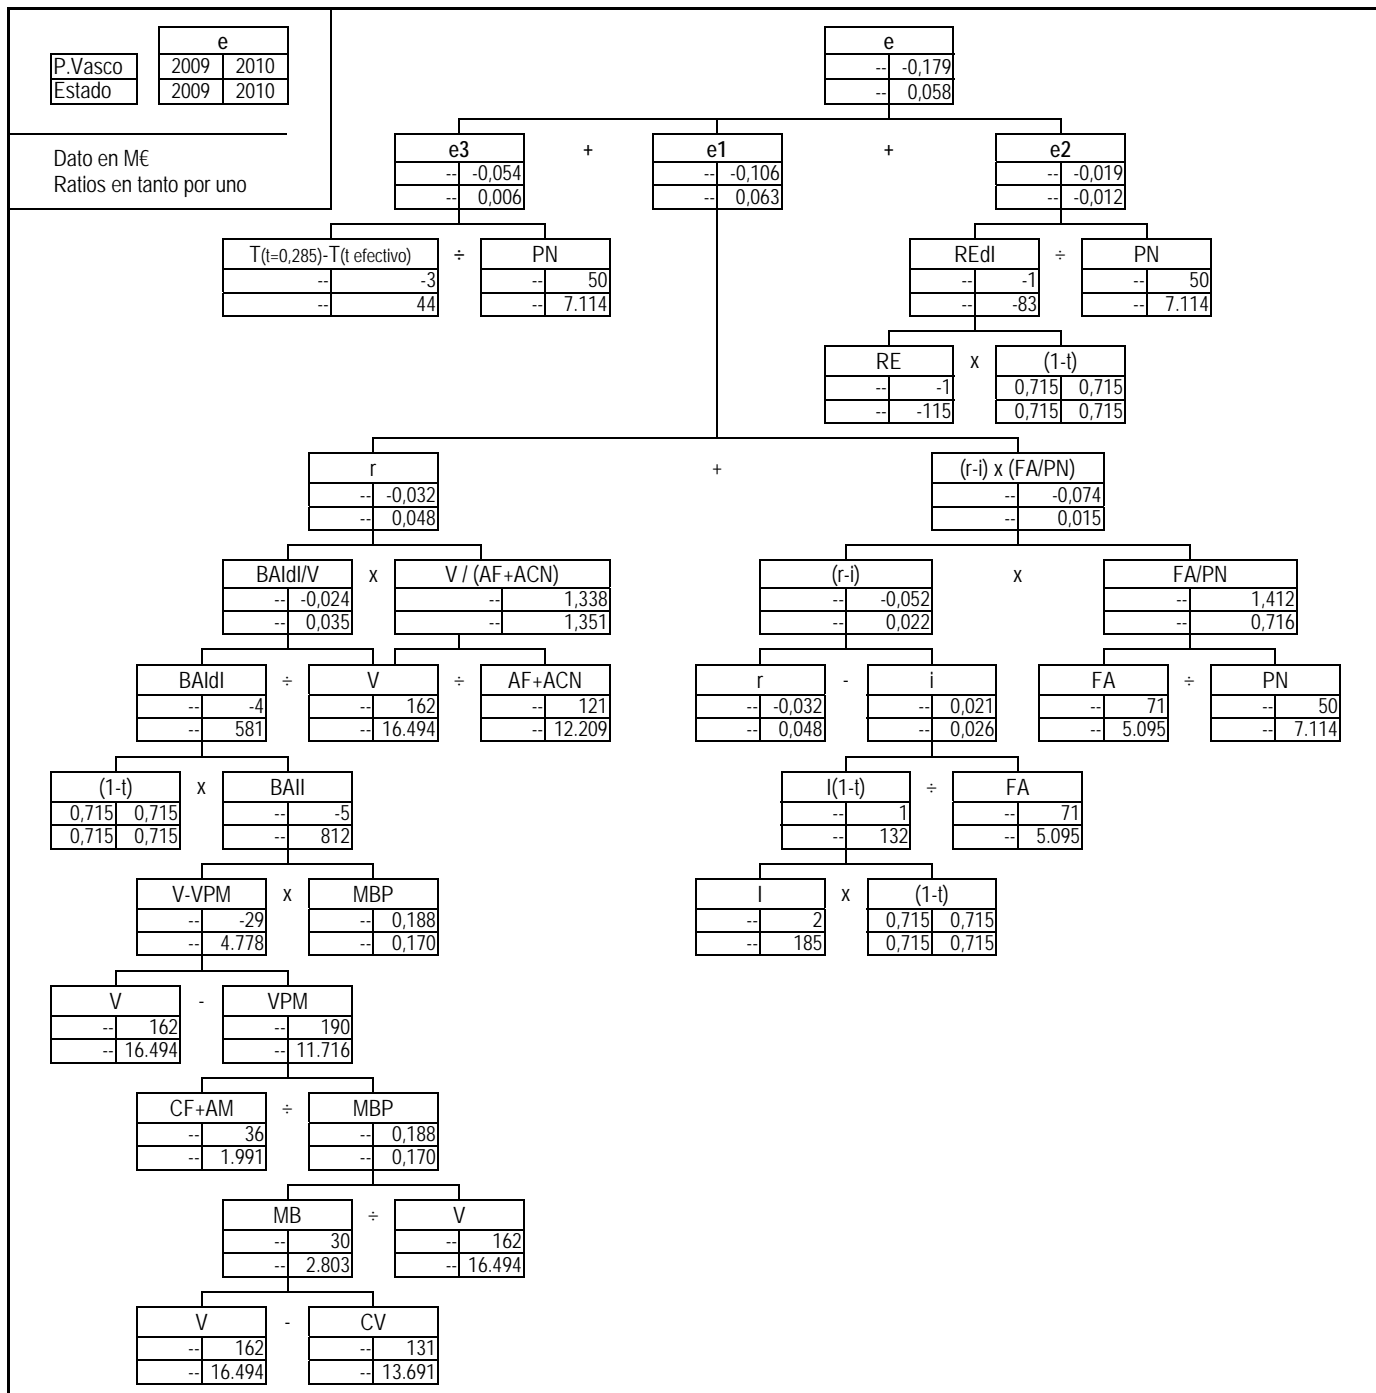 e
P.Vasco 2009 2010
Estado 2009 2010
Dato en M€
Ratios en tanto por uno
e
-- -0,179
-- 0,058
e3 + e1 + e2
-- -0,054 -- -0,106 -- -0,019
-- 0,006 -- 0,063 -- -0,012
T(t=0,285)-T(t efectivo) ÷ PN REdI ÷ PN
-- -3 -- 50 -- -1 -- 50
-- 44 -- 7.114 -- -83 -- 7.114
RE x (1-t)
-- -1 0,715 0,715
-- -115 0,715 0,715
r + (r-i) x (FA/PN)
-- -0,032 -- -0,074
-- 0,048 -- 0,015
BAIdI/V x V / (AF+ACN) (r-i) x FA/PN
-- -0,024 -- 1,338 -- -0,052 -- 1,412
-- 0,035 -- 1,351 -- 0,022 -- 0,716
BAIdI ÷ V ÷ AF+ACN r - i FA ÷ PN
-- -4 -- 162 -- 121 -- -0,032 -- 0,021 -- 71 -- 50
-- 581 -- 16.494 -- 12.209 -- 0,048 -- 0,026 -- 5.095 -- 7.114
(1-t) x BAII I(1-t) ÷ FA
0,715 0,715 -- -5 -- 1 -- 71
0,715 0,715 -- 812 -- 132 -- 5.095
V-VPM x MBP I x (1-t)
-- -29 -- 0,188 -- 2 0,715 0,715
-- 4.778 -- 0,170 -- 185 0,715 0,715
V - VPM
-- 162 -- 190
-- 16.494 -- 11.716
CF+AM ÷ MBP
-- 36 -- 0,188
-- 1.991 -- 0,170
MB ÷ V
-- 30 -- 162
-- 2.803 -- 16.494
V - CV
-- 162 -- 131
-- 16.494 -- 13.691